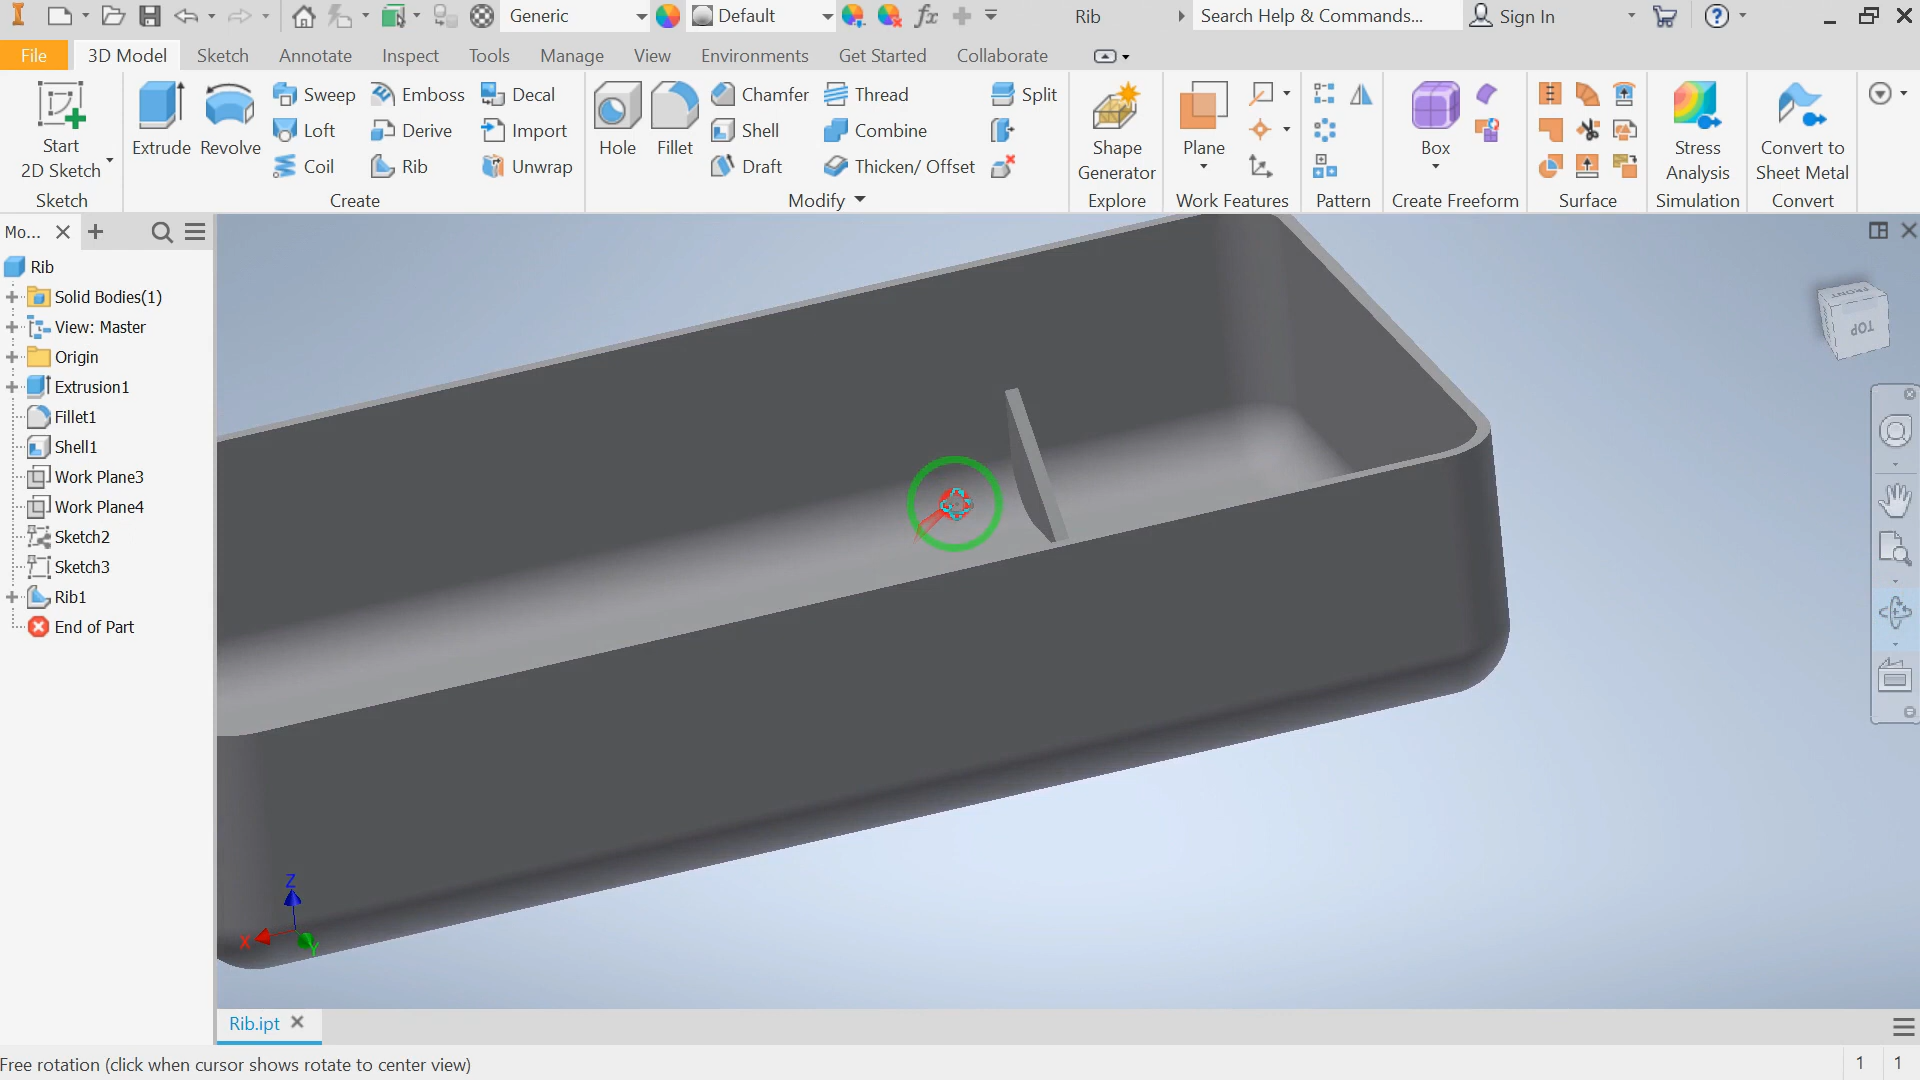 Generic
Default
fx
Rib
Search Help & Commands...
Sign In
File
3D Model
Sketch
Annotate
Inspect
Tools
Manage
View
Environments
Get Started
Collaborate
Start
2D Sketch
Sketch
Extrude
Revolve
Sweep
Loft
Coil
Emboss
Derive
Rib
Decal
Import
Unwrap
Create
Hole
Fillet
Chamfer
Shell
Draft
Thread
Combine
Thicken/ Offset
Split
Modify
Shape
Generator
Explore
Plane
Work Features
Pattern
Box
Create Freeform
Surface
Stress
Analysis
Simulation
Convert to
Sheet Metal
Convert
Mo...
Rib
Solid Bodies(1)
View: Master
Origin
Extrusion1
Fillet1
Shell1
Work Plane3
Work Plane4
Sketch2
Sketch3
Rib1
End of Part
FRONT
TOP
Z
X
Y
Rib.ipt
Free rotation (click when cursor shows rotate to center view)
1
1